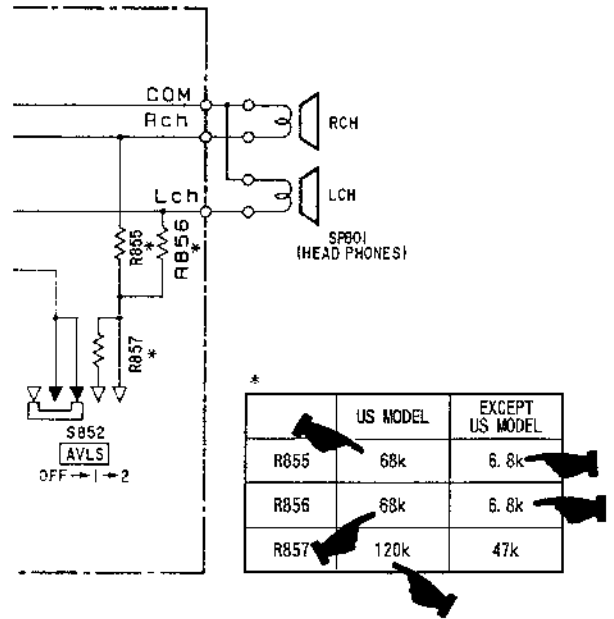 COM
Rch
RCH
Lch
LCH
SP801
(HEAD PHONES)
R855
*
R856
*
R857
*
S852
AVLS
OFF→1→2
*
US MODEL
EXCEPT
US MODEL
R855 68k 6.8k
R856 68k 6.8k
R857 120k 47k